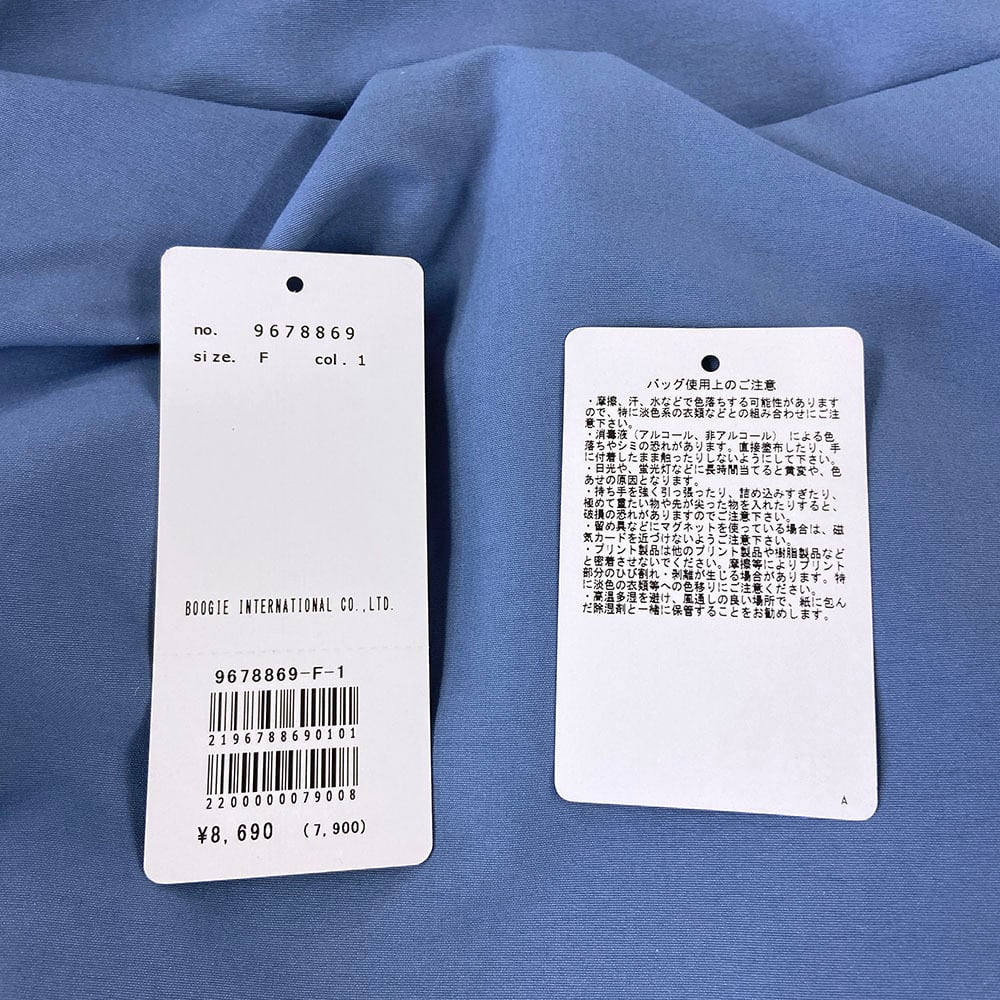 no. 9678869
size. F col. 1
BOOGIE INTERNATIONAL CO.,LTD.
9678869-F-1
2196788690101
2200000079008
¥8,690 (7,900)
バッグ使用上のご注意
・摩擦、汗、水などで色落ちする可能性があります
ので、特に淡色系の衣類などとの組み合わせにご注
意下さい。
・消毒液（アルコール、非アルコール） による色
落ちやシミの恐れがあります。直接塗布したり、手
に付着したまま触ったりしないようにして下さい。
・日光や、蛍光灯などに長時間当てると黄変や、色
あせの原因となります。
・持ち手を強く引っ張ったり、詰め込みすぎたり、
極めて重たい物や先が尖った物を入れたりすると、
破損の恐れがありますのでご注意下さい。
・留め具などにマグネットを使っている場合は、磁
気カードを近づけないようご注意下さい。
・プリント製品は他のプリント製品や樹脂製品など
と密着させないでください。摩擦等によりプリント
部分のひび割れ・剥離が生じる場合があります。特
に淡色の衣類等への色移りにご注意ください。
・高温多湿を避け、風通しの良い場所で、紙に包ん
だ除湿剤と一緒に保管することをお勧めします。
A